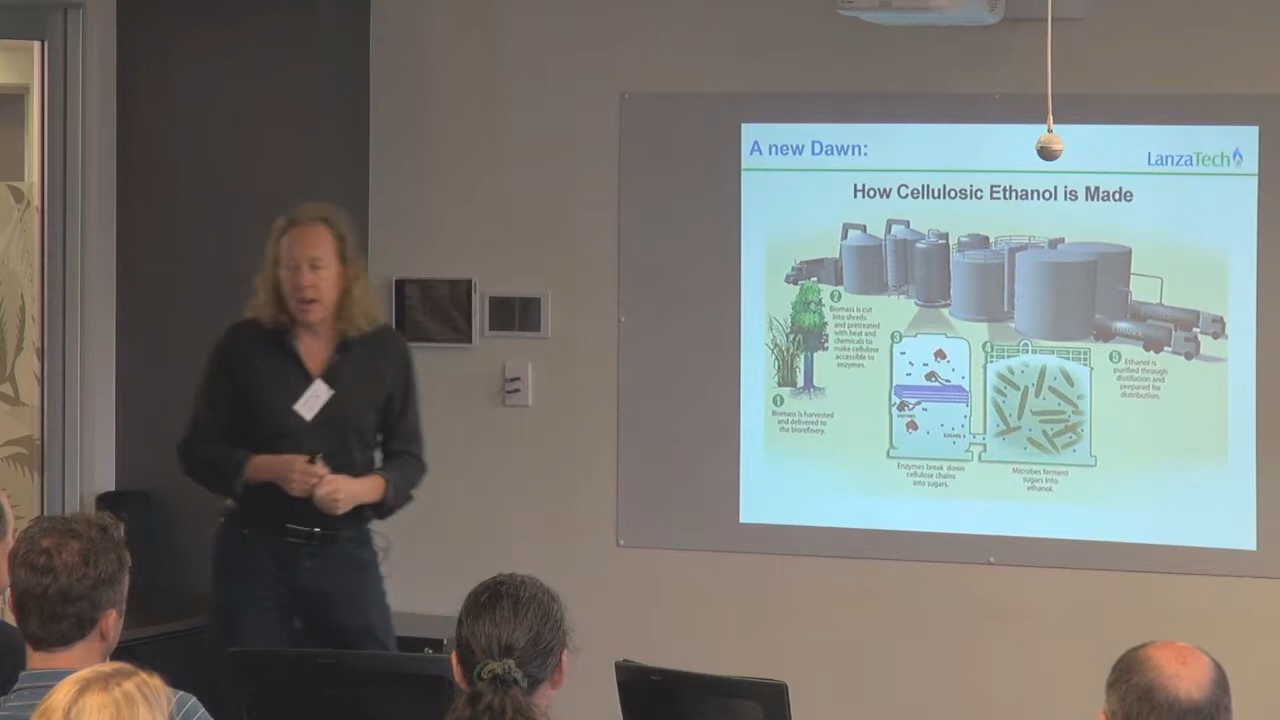 A new Dawn:
LanzaTech
How Cellulosic Ethanol is Made
2
Biomass is cut
into shreds
and pretreated
with heat and
chemicals to
make cellulose
accessible to
enzymes.
1
Biomass is harvested
and delivered to
the biorefinery.
3
ENZYMES
SUGARS
Enzymes break down
cellulose chains
into sugars.
4
Microbes ferment
sugars into
ethanol.
5
Ethanol is
purified through
distillation and
prepared for
distribution.